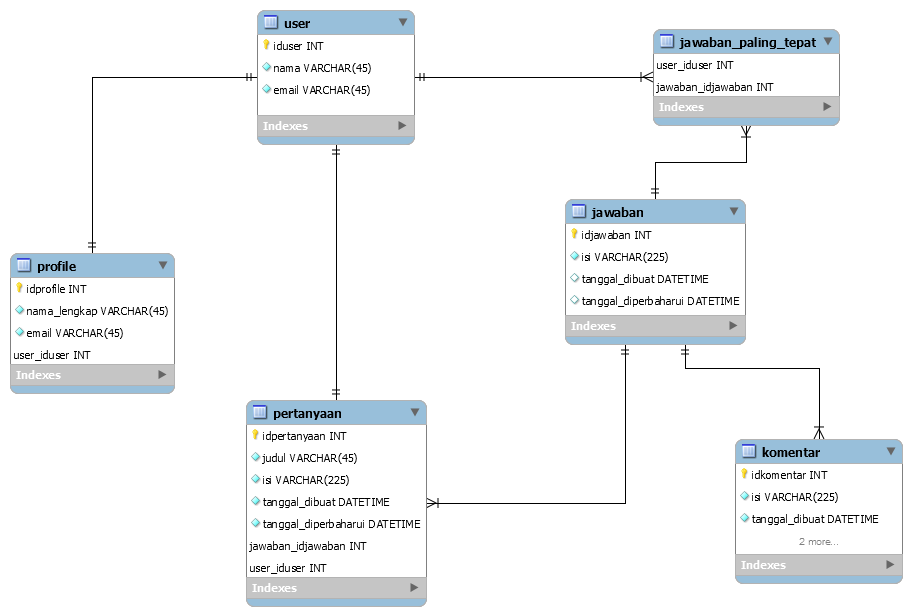 user
iduser INT
nama VARCHAR(45)
email VARCHAR(45)
Indexes
jawaban_paling_tepat
user_iduser INT
jawaban_idjawaban INT
Indexes
jawaban
idjawaban INT
isi VARCHAR(225)
tanggal_dibuat DATETIME
tanggal_diperbaharui DATETIME
Indexes
profile
idprofile INT
nama_lengkap VARCHAR(45)
email VARCHAR(45)
user_iduser INT
Indexes
pertanyaan
idpertanyaan INT
judul VARCHAR(45)
isi VARCHAR(225)
tanggal_dibuat DATETIME
tanggal_diperbaharui DATETIME
jawaban_idjawaban INT
user_iduser INT
Indexes
komentar
idkomentar INT
isi VARCHAR(225)
tanggal_dibuat DATETIME
2 more...
Indexes